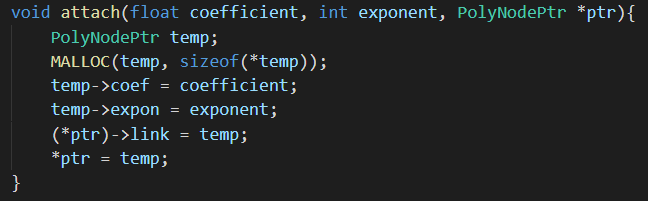 void attach(float coefficient, int exponent, PolyNodePtr *ptr){
    PolyNodePtr temp;
    MALLOC(temp, sizeof(*temp));
    temp->coef = coefficient;
    temp->expon = exponent;
    (*ptr)->link = temp;
    *ptr = temp;
}